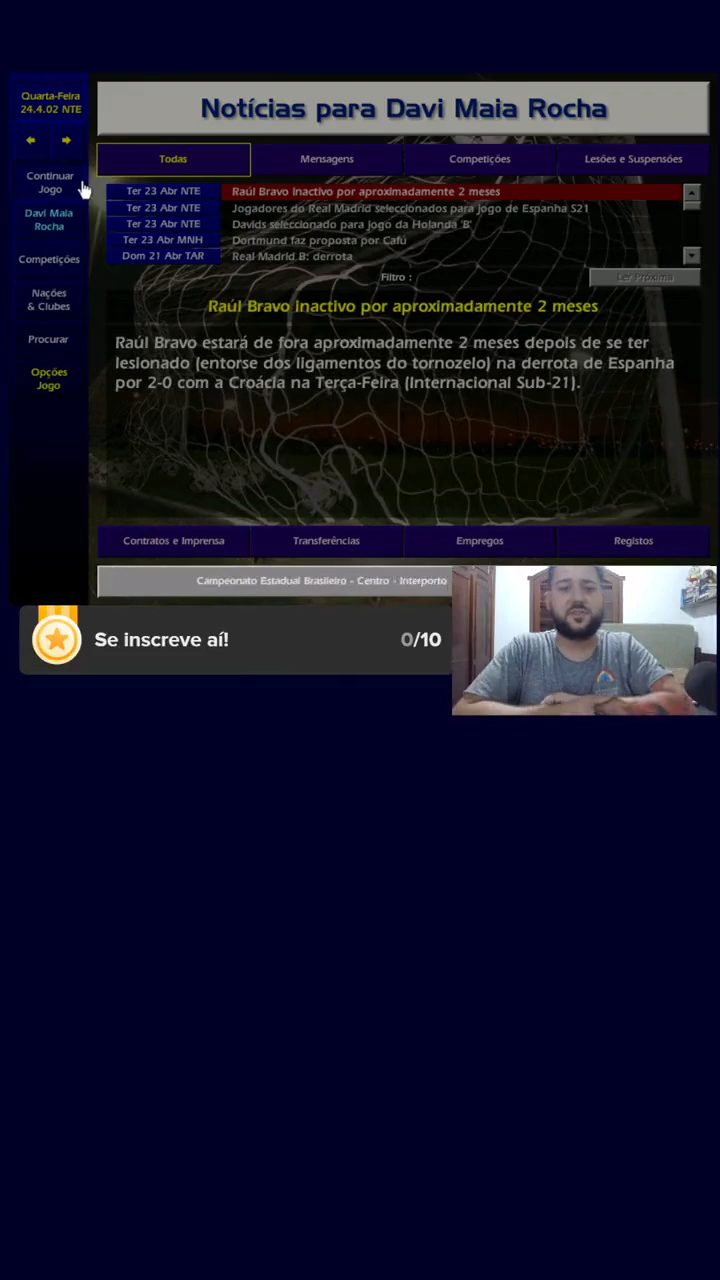 Quarta-Feira
24.4.02 NTE
Notícias para Davi Maia Rocha
Continuar
Jogo
Davi Maia
Rocha
Competições
Nações
& Clubes
Procurar
Opções
Jogo
Todas
Mensagens
Competições
Lesões e Suspensões
Ter 23 Abr NTE Raúl Bravo inactivo por aproximadamente 2 meses
Ter 23 Abr NTE Jogadores do Real Madrid seleccionados para jogo de Espanha S21
Ter 23 Abr NTE Davids seleccionado para jogo da Holanda 'B'
Ter 23 Abr MNH Dortmund faz proposta por Cafú
Dom 21 Abr TAR Real Madrid B: derrota
Filtro :
Ler Próxima
Raúl Bravo inactivo por aproximadamente 2 meses
Raúl Bravo estará de fora aproximadamente 2 meses depois de se ter
lesionado (entorse dos ligamentos do tornozelo) na derrota de Espanha
por 2-0 com a Croácia na Terça-Feira (Internacional Sub-21).
Contratos e Imprensa
Transferências
Empregos
Registos
Campeonato Estadual Brasileiro - Centro - Interporto
Se inscreve aí!
0/10